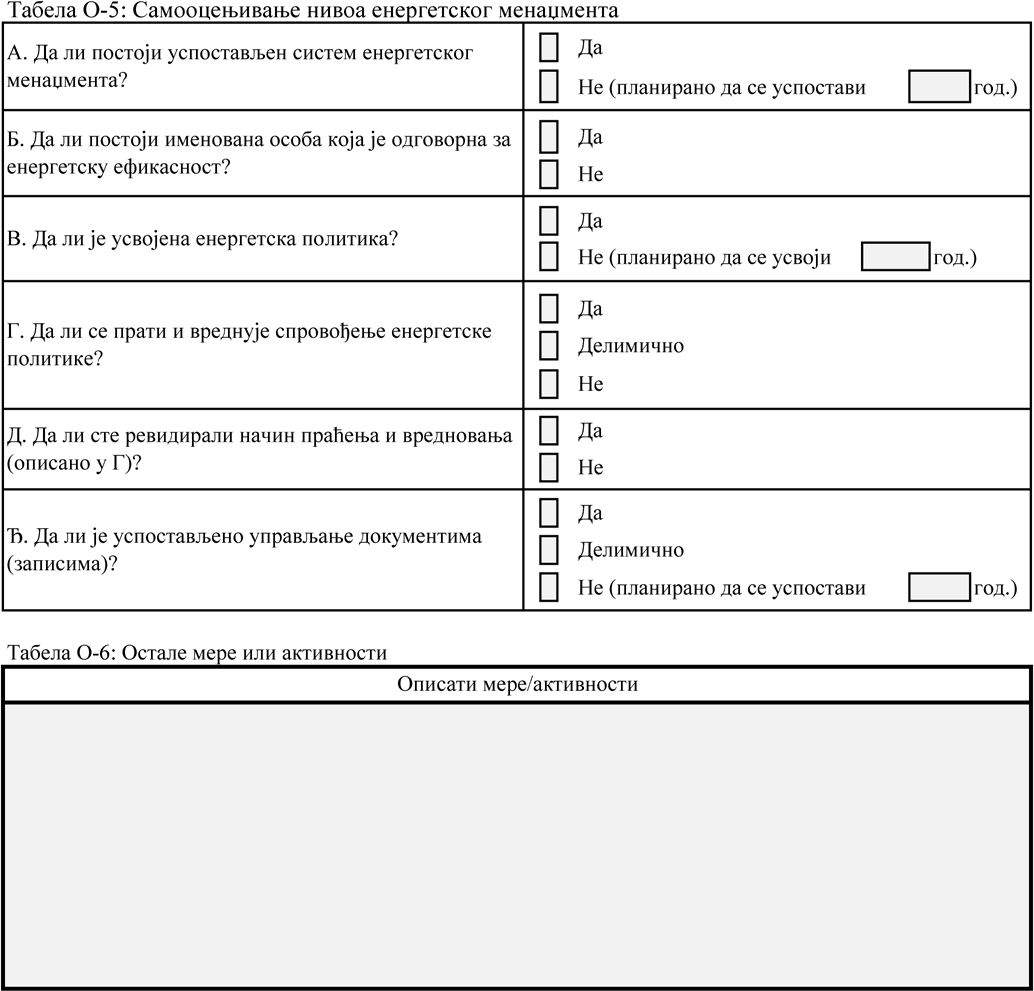 Табела О-5: Самооцењивање нивоа енергетског менаџмента
А. Да ли постоји успостављен систем енергетског
менаџмента?
Да
Не (планирано да се успостави год.)
Б. Да ли постоји именована особа која је одговорна за
енергетску ефикасност?
Да
Не
В. Да ли је усвојена енергетска политика?
Да
Не (планирано да се усвоји год.)
Г. Да ли се прати и вреднује спровођење енергетске
политике?
Да
Делимично
Не
Д. Да ли сте ревидирали начин праћења и вредновања
(описано у Г)?
Да
Не
Ђ. Да ли је успостављено управљање документима
(записима)?
Да
Делимично
Не (планирано да се успостави год.)
Табела О-6: Остале мере или активности
Описати мере/активности